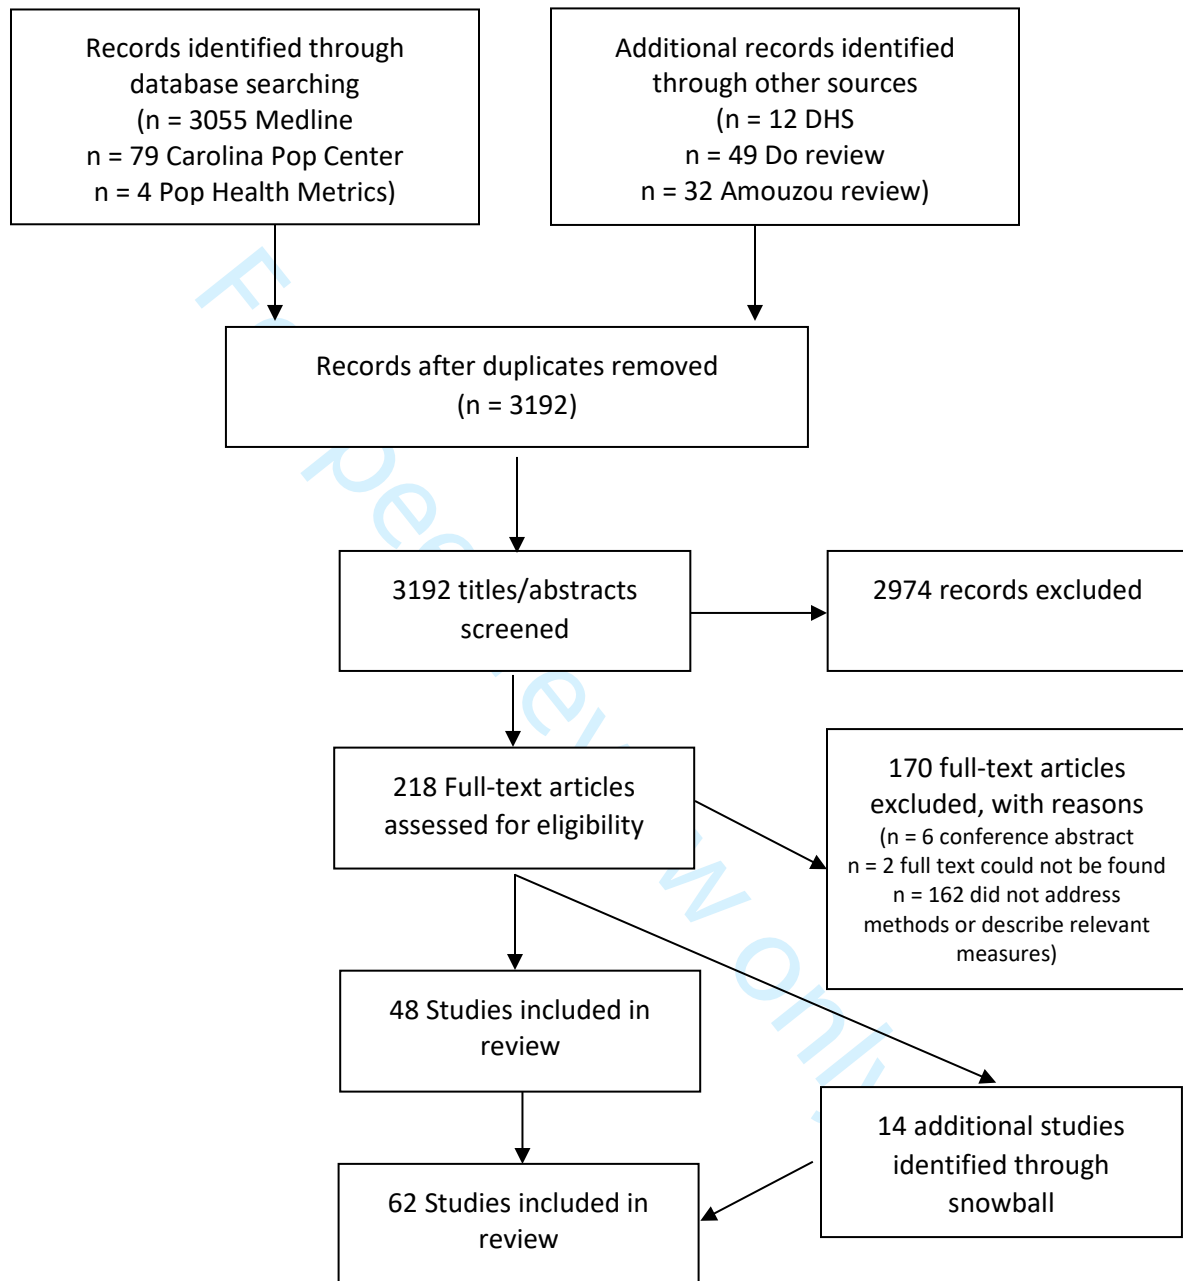 Records identified through
database searching
(n = 3055 Medline
n = 79 Carolina Pop Center
n = 4 Pop Health Metrics)
Additional records identified
through other sources
(n = 12 DHS
n = 49 Do review
n = 32 Amouzou review)
Records after duplicates removed
(n = 3192)
3192 titles/abstracts
screened
2974 records excluded
218 Full-text articles
assessed for eligibility
170 full-text articles
excluded, with reasons
(n = 6 conference abstract
n = 2 full text could not be found
n = 162 did not address
methods or describe relevant
measures)
48 Studies included in
review
14 additional studies
identified through
snowball
62 Studies included in
review
For peer review only